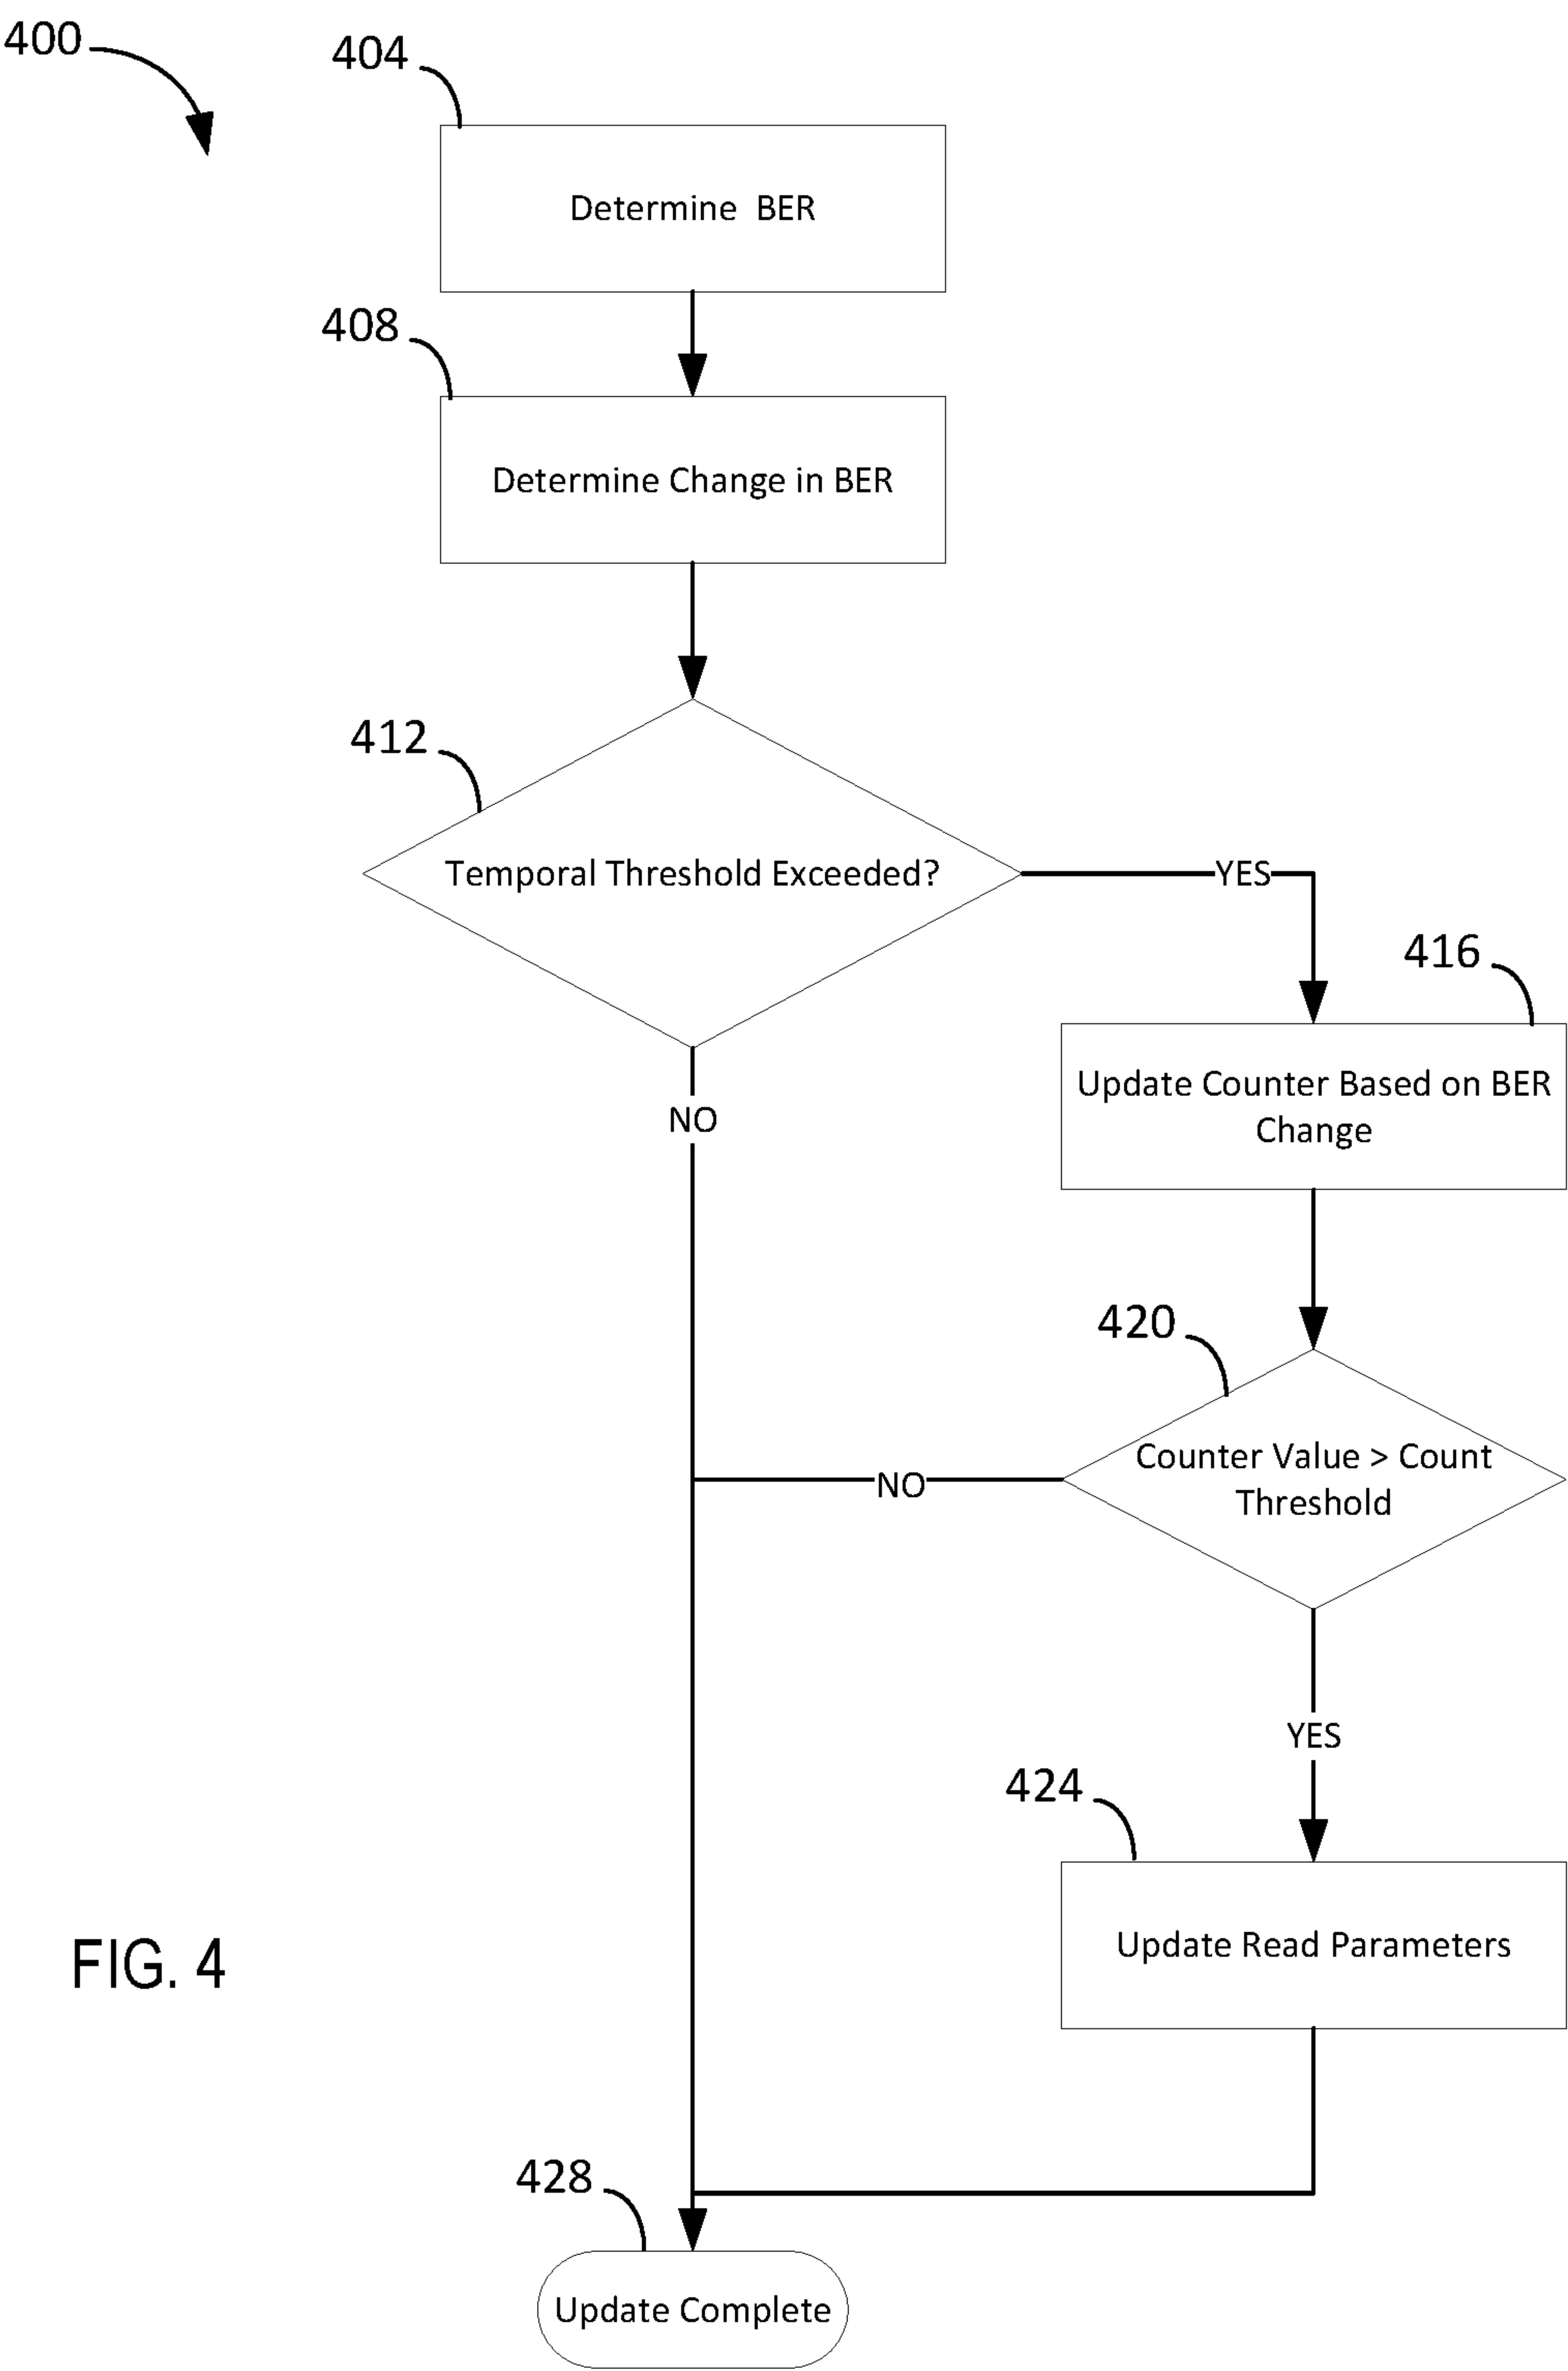 400
404
Determine BER
408
Determine Change in BER
412
Temporal Threshold Exceeded?
YES
416
Update Counter Based on BER
Change
NO
420
Counter Value > Count
Threshold
NO
YES
424
Update Read Parameters
FIG. 4
428
Update Complete